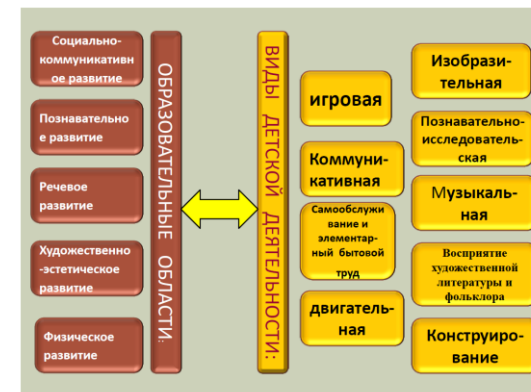 Социально-
коммуникативн
ое развитие
Познавательно
е развитие
Речевое
развитие
Художественно
-эстетическое
развитие
Физическое
развитие
ОБРАЗОВАТЕЛЬНЫЕ ОБЛАСТИ:
ВИДЫ ДЕТСКОЙ ДЕЯТЕЛЬНОСТИ:
игровая
Коммуни-
кативная
Самообслужи
вание и
элементар-
ный бытовой
труд
двигатель-
ная
Изобрази-
тельная
Познавательно-
исследователь-
ская
Музыкаль-
ная
Восприятие
художественной
литературы и
фольклора
Конструиро-
вание